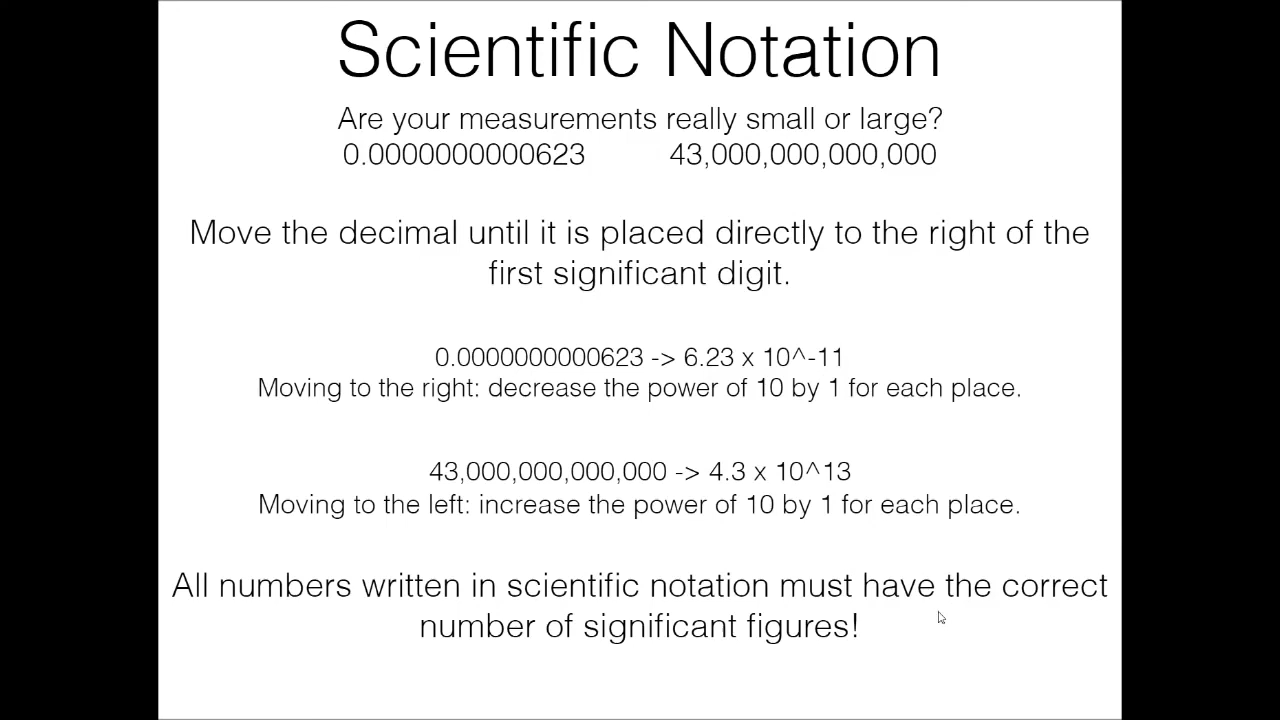 Scientific Notation
Are your measurements really small or large?
0.0000000000623 43,000,000,000,000
Move the decimal until it is placed directly to the right of the
first significant digit.
0.0000000000623 -> 6.23 x 10^-11
Moving to the right: decrease the power of 10 by 1 for each place.
43,000,000,000,000 -> 4.3 x 10^13
Moving to the left: increase the power of 10 by 1 for each place.
All numbers written in scientific notation must have the correct
number of significant figures!